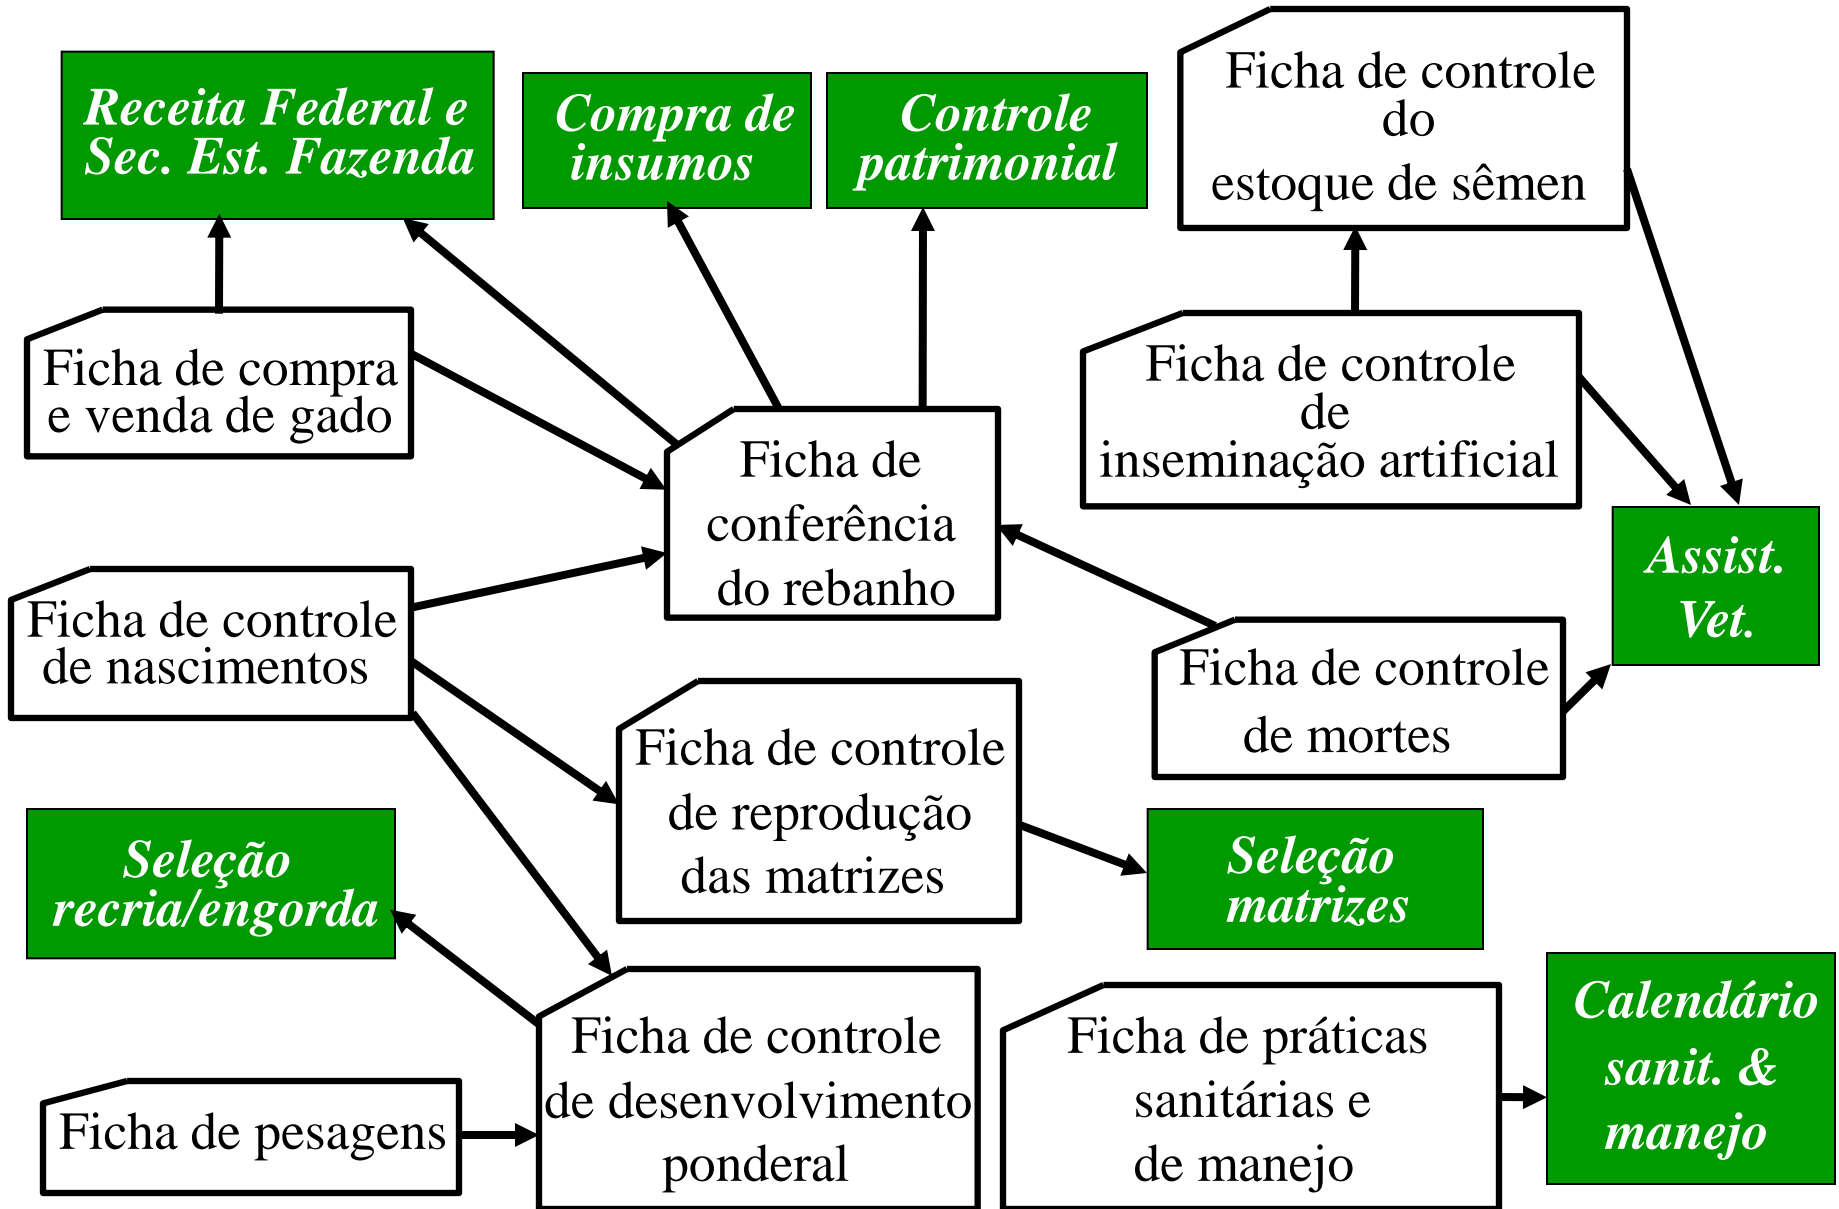 Receita Federal e
Sec. Est. Fazenda
Compra de
insumos
Controle
patrimonial
Ficha de controle
do
estoque de sêmen
Ficha de compra
e venda de gado
Ficha de controle
de
inseminação artificial
Ficha de
conferência
do rebanho
Assist.
Vet.
Ficha de controle
de nascimentos
Ficha de controle
de mortes
Ficha de controle
de reprodução
das matrizes
Seleção
recria/engorda
Seleção
matrizes
Ficha de controle
de desenvolvimento
ponderal
Ficha de práticas
sanitárias e
de manejo
Calendário
sanit. &
manejo
Ficha de pesagens